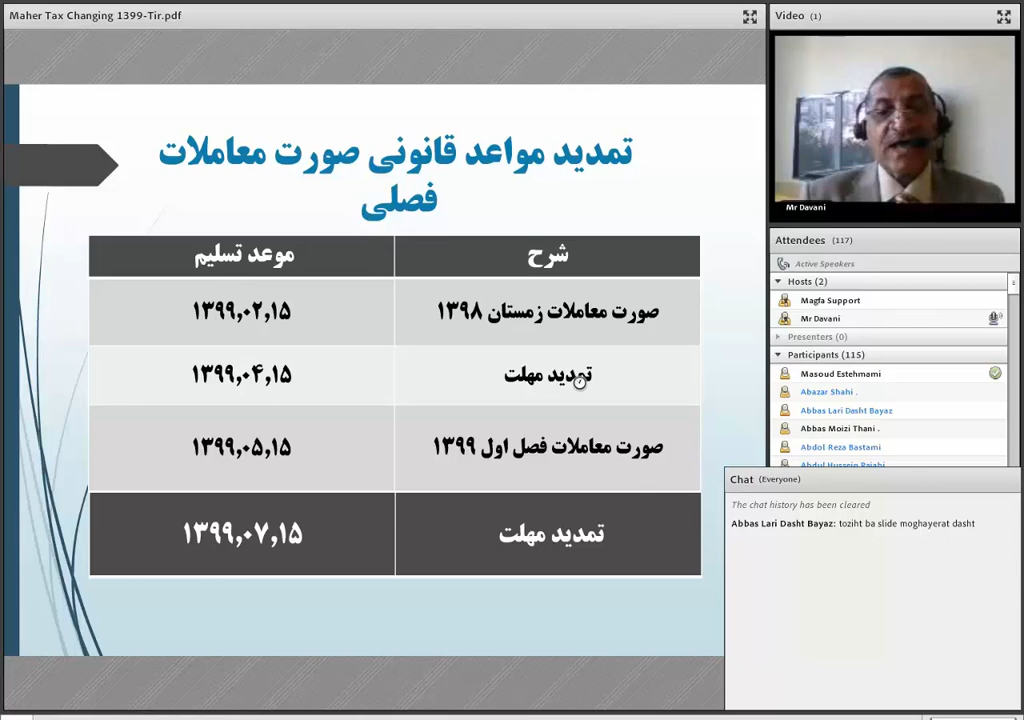 Maher Tax Changing 1399-Tir.pdf
تمدید مواعد قانونی صورت معاملات
فصلی
شرح موعد تسلیم
صورت معاملات زمستان ۱۳۹۸ ۱۳۹۹,۰۲,۱۵
تمدید مهلت ۱۳۹۹,۰۴,۱۵
صورت معاملات فصل اول ۱۳۹۹ ۱۳۹۹,۰۵,۱۵
تمدید مهلت ۱۳۹۹,۰۷,۱۵
Video (1)
Mr Davani
Attendees (117)
Active Speakers
Hosts (2)
Magfa Support
Mr Davani
Presenters (0)
Participants (115)
Masoud Estehmami
Abazar Shahi .
Abbas Lari Dasht Bayaz
Abbas Moizi Thani .
Abdol Reza Bastami
Chat (Everyone)
The chat history has been cleared
Abbas Lari Dasht Bayaz: toziht ba slide moghayerat dasht